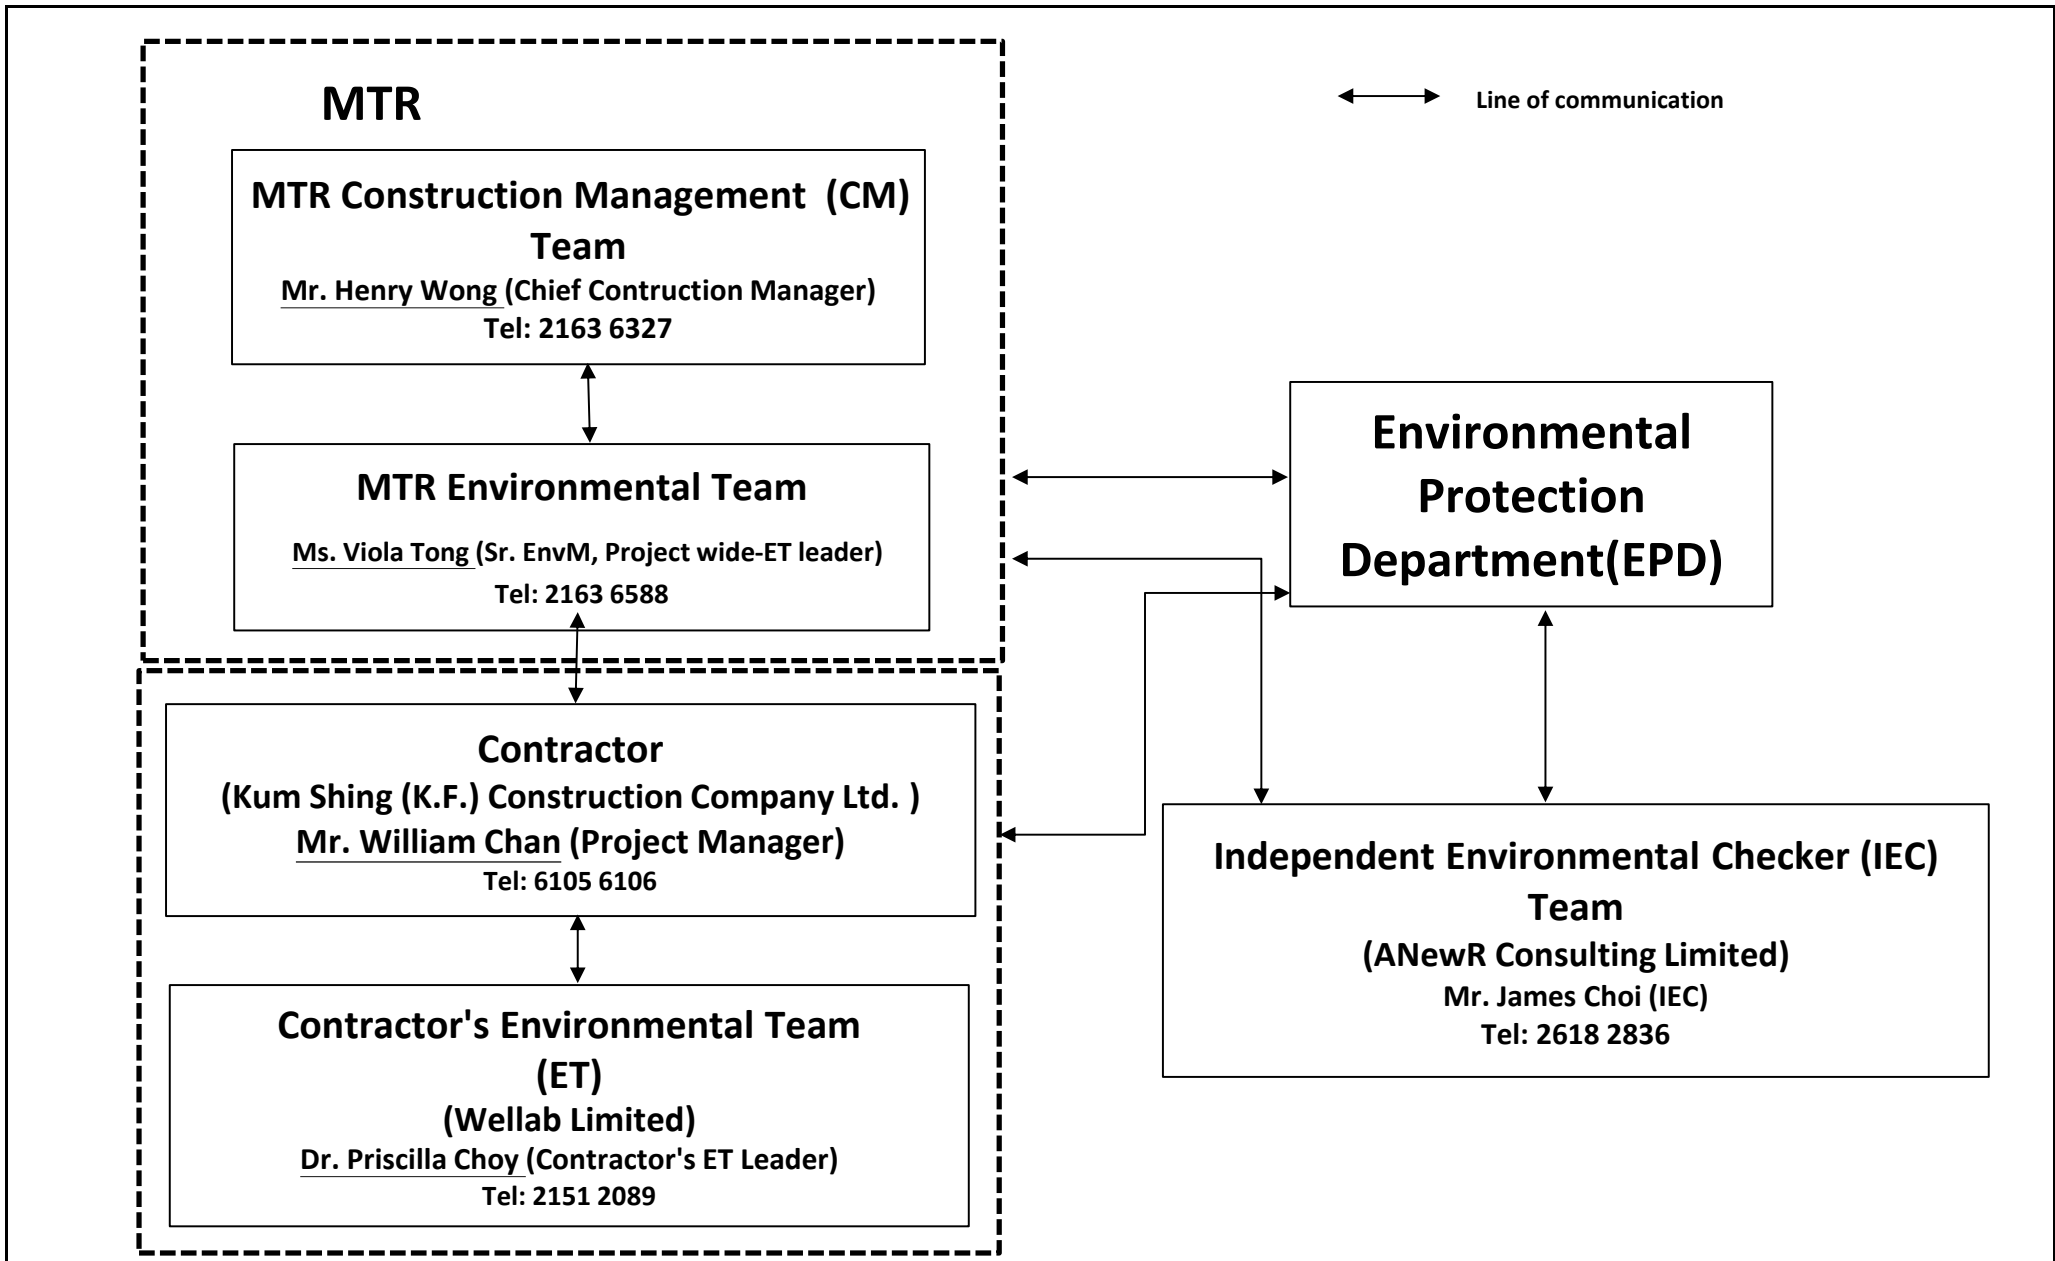 MTR
Line of communication
MTR Construction Management (CM)
Team
Mr. Henry Wong (Chief Contruction Manager)
Tel: 2163 6327
MTR Environmental Team
Ms. Viola Tong (Sr. EnvM, Project wide-ET leader)
Tel: 2163 6588
Environmental
Protection
Department(EPD)
Contractor
(Kum Shing (K.F.) Construction Company Ltd. )
Mr. William Chan (Project Manager)
Tel: 6105 6106
Independent Environmental Checker (IEC)
Team
(ANewR Consulting Limited)
Mr. James Choi (IEC)
Tel: 2618 2836
Contractor's Environmental Team
(ET)
(Wellab Limited)
Dr. Priscilla Choy (Contractor's ET Leader)
Tel: 2151 2089